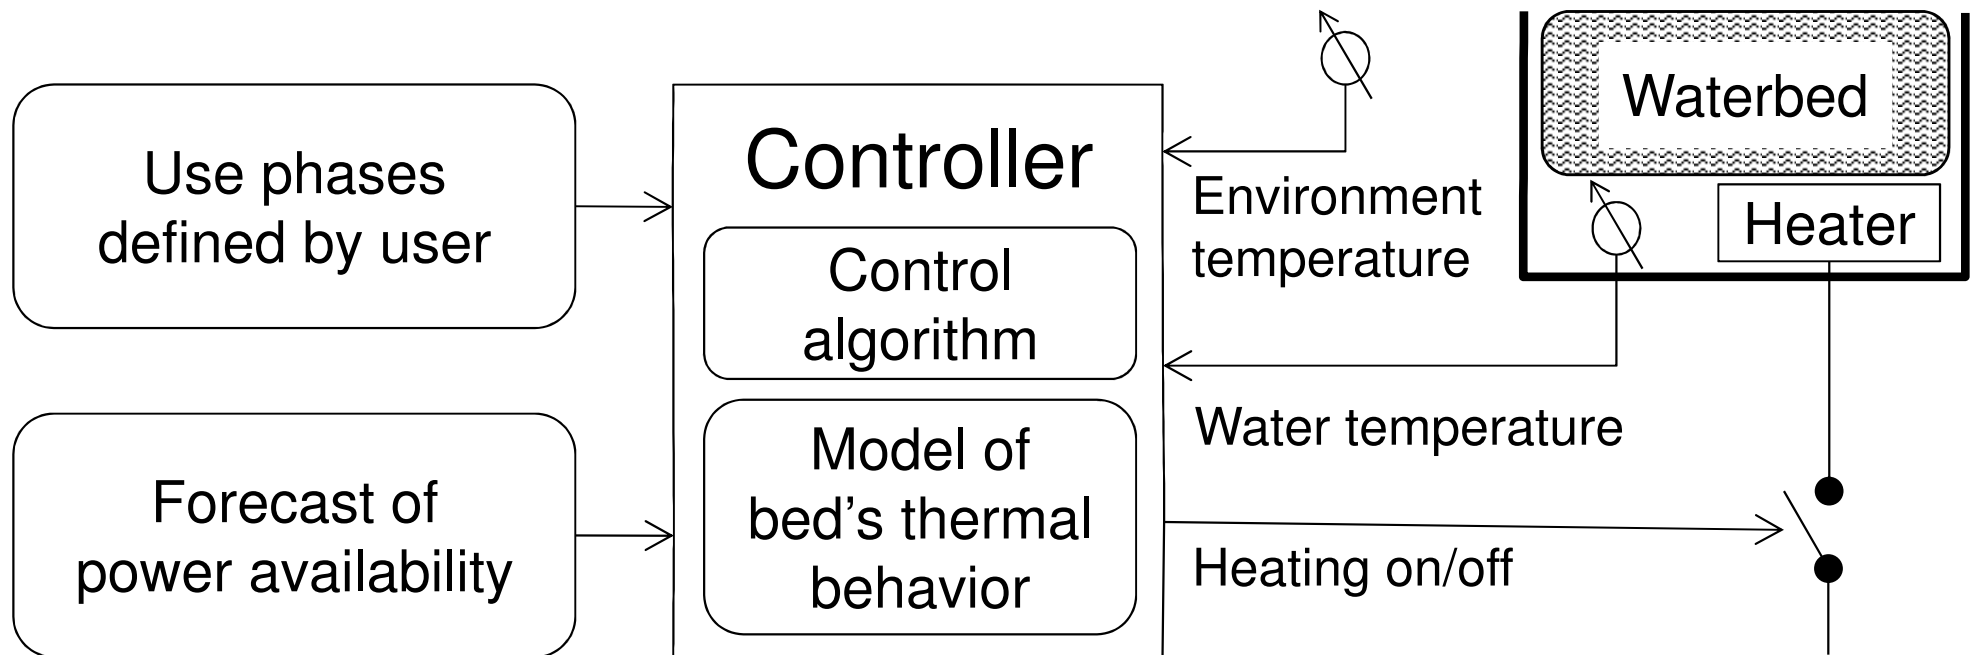 Use phases
defined by user
Forecast of
power availability
Controller
Control
algorithm
Model of
bed's thermal
behavior
Environment
temperature
Water temperature
Heating on/off
Waterbed
Heater